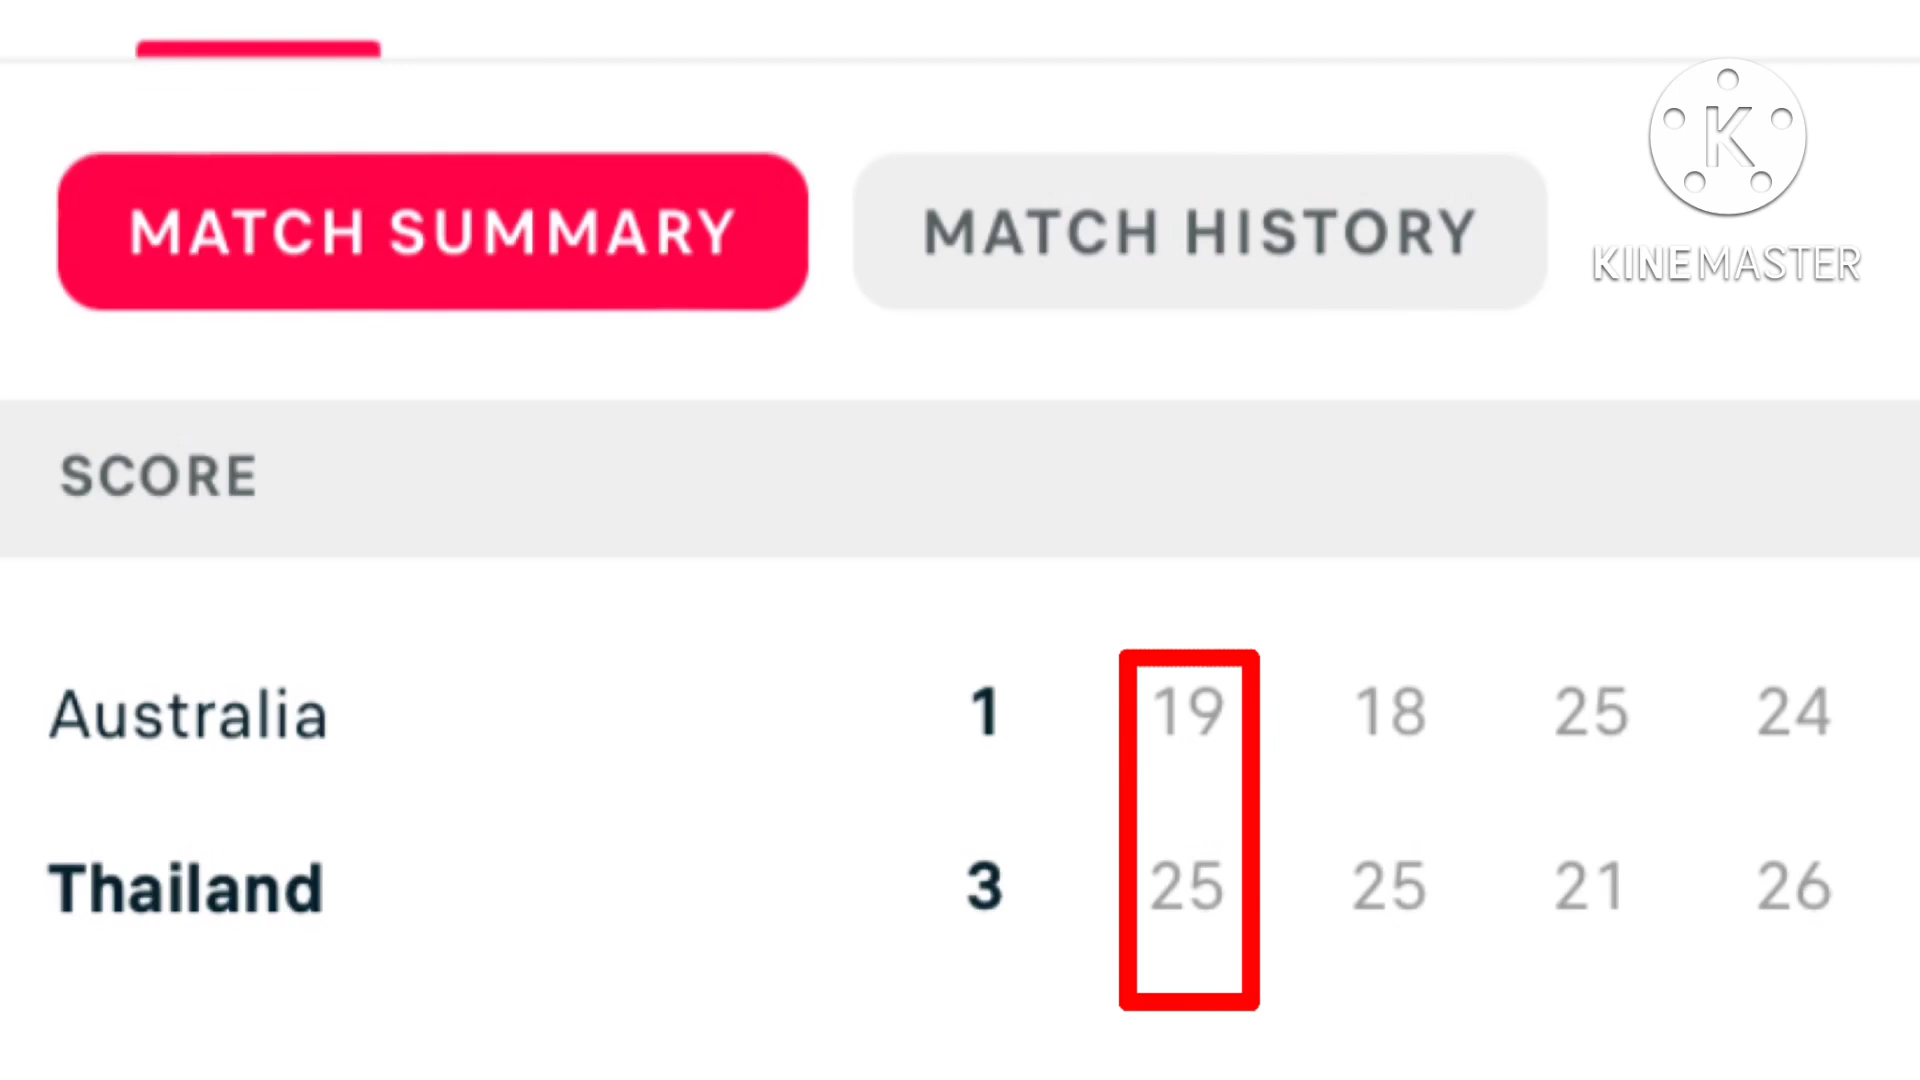 MATCH SUMMARY MATCH HISTORY
K
KINEMASTER
SCORE
Australia 1 19 18 25 24
Thailand 3 25 25 21 26